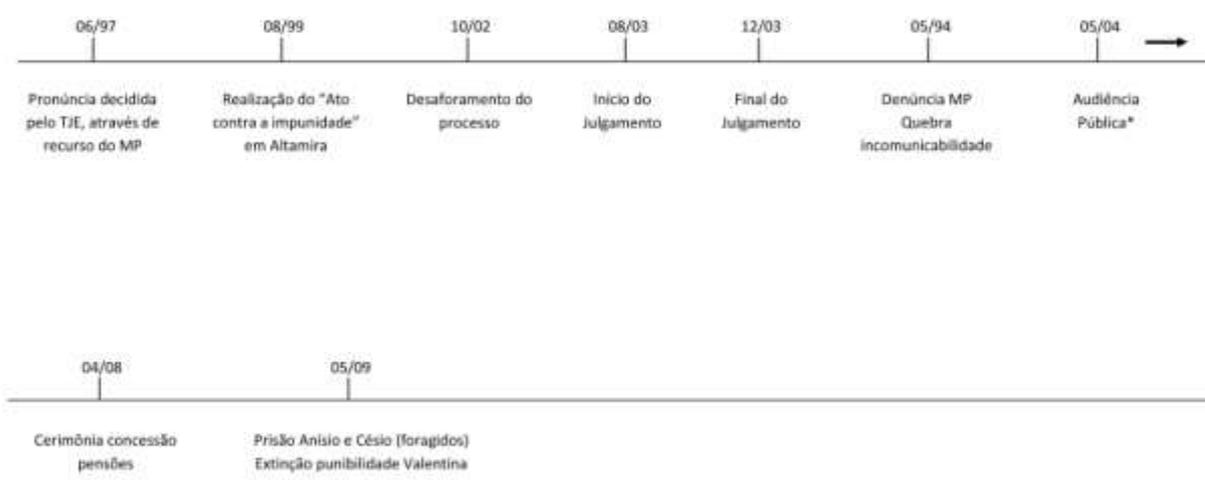 06/97 08/99 10/02 08/03 12/03 05/94 05/04
Pronúncia decidida Realização do "Ato Desaforamento do Início do Final do Denúncia MP Audiência
pelo TJE, através de contra a impunidade" processo Julgamento Julgamento Quebra Pública*
recurso do MP em Altamira incomunicabilidade
04/08 05/09
Cerimônia concessão Prisão Anísio e Césio (foragidos)
pensões Extinção punibilidade Valentina